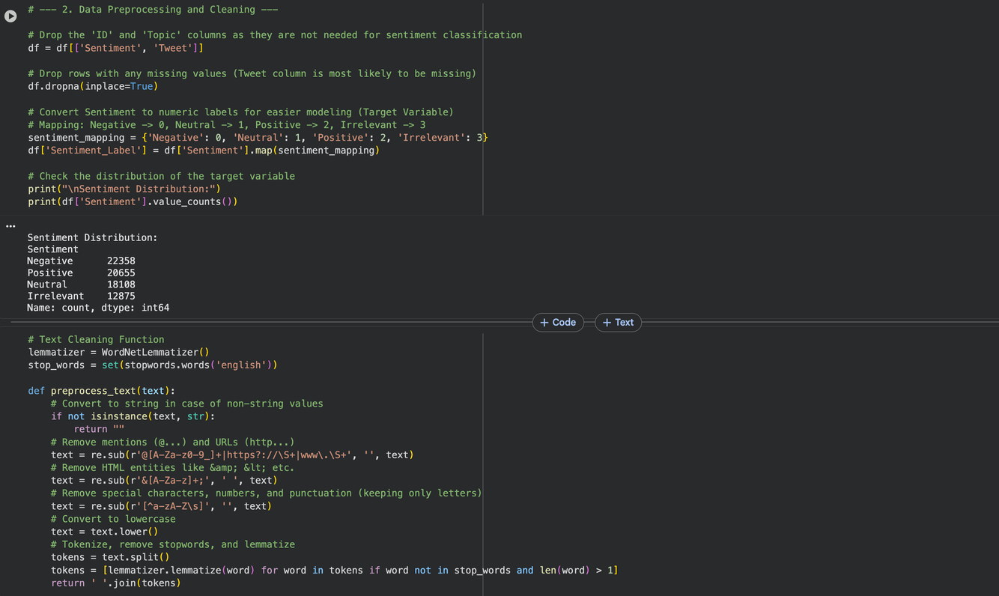 # --- 2. Data Preprocessing and Cleaning ---
# Drop the 'ID' and 'Topic' columns as they are not needed for sentiment classification
df = df[['Sentiment', 'Tweet']]
# Drop rows with any missing values (Tweet column is most likely to be missing)
df.dropna(inplace=True)
# Convert Sentiment to numeric labels for easier modeling (Target Variable)
# Mapping: Negative -> 0, Neutral -> 1, Positive -> 2, Irrelevant -> 3
sentiment_mapping = {'Negative': 0, 'Neutral': 1, 'Positive': 2, 'Irrelevant': 3}
df['Sentiment_Label'] = df['Sentiment'].map(sentiment_mapping)
# Check the distribution of the target variable
print("\nSentiment Distribution:")
print(df['Sentiment'].value_counts())
Sentiment Distribution:
Sentiment
Negative      22358
Positive      20655
Neutral       18108
Irrelevant    12875
Name: count, dtype: int64
+ Code + Text
# Text Cleaning Function
lemmatizer = WordNetLemmatizer()
stop_words = set(stopwords.words('english'))
def preprocess_text(text):
    # Convert to string in case of non-string values
    if not isinstance(text, str):
        return ""
    # Remove mentions (@...) and URLs (http...)
    text = re.sub(r'@[A-Za-z0-9_]+|https?://\S+|www\.\S+', '', text)
    # Remove HTML entities like &amp; &lt; etc.
    text = re.sub(r'&[A-Za-z]+;', ' ', text)
    # Remove special characters, numbers, and punctuation (keeping only letters)
    text = re.sub(r'[^a-zA-Z\s]', '', text)
    # Convert to lowercase
    text = text.lower()
    # Tokenize, remove stopwords, and lemmatize
    tokens = text.split()
    tokens = [lemmatizer.lemmatize(word) for word in tokens if word not in stop_words and len(word) > 1]
    return ' '.join(tokens)